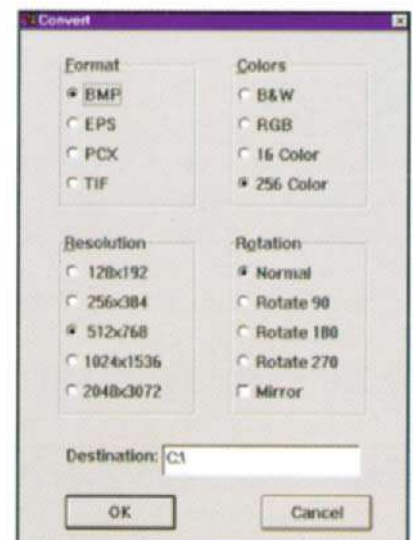 Convert
Format
BMP
EPS
PCX
TIF
Colors
B&W
RGB
16 Color
256 Color
Resolution
128x192
256x384
512x768
1024x1536
2048x3072
Rotation
Normal
Rotate 90
Rotate 180
Rotate 270
Mirror
Destination: C:\
OK
Cancel